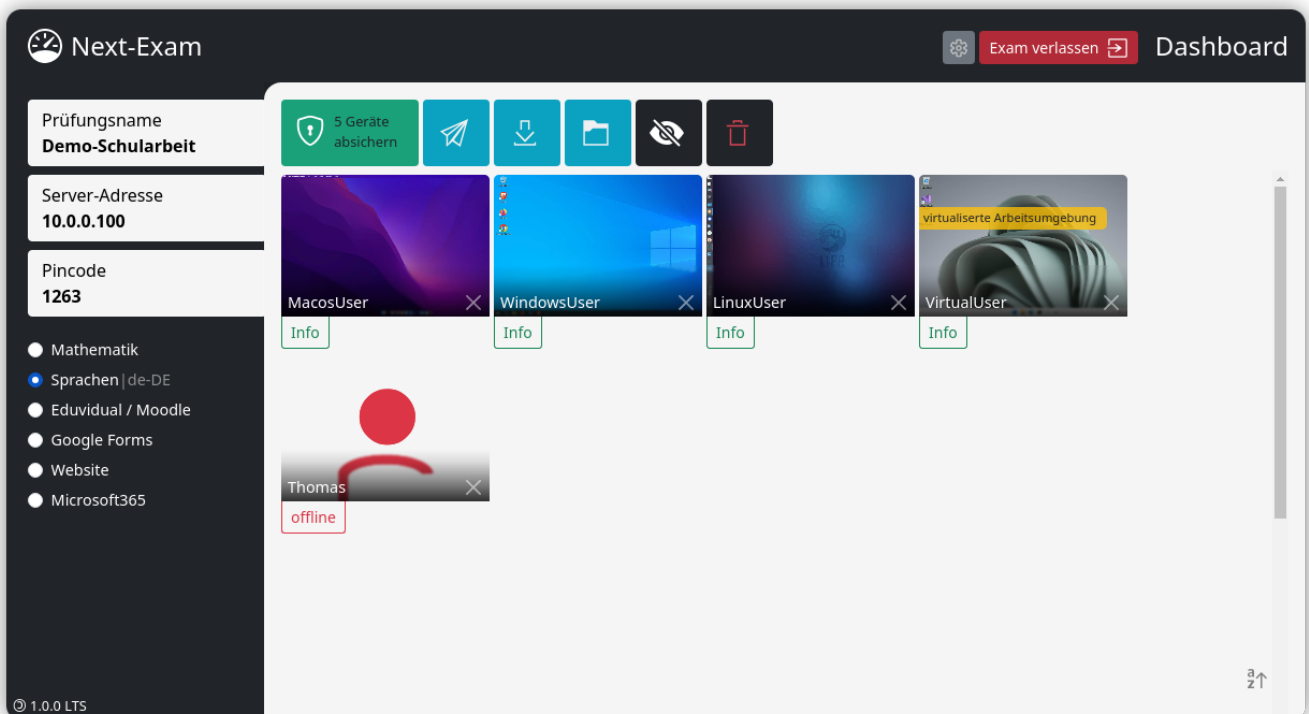 Next-Exam
Exam verlassen
Dashboard
Prüfungsname
Demo-Schularbeit
Server-Adresse
10.0.0.100
Pincode
1263
Mathematik
Sprachen|de-DE
Eduvidual / Moodle
Google Forms
Website
Microsoft365
1.0.0 LTS
5 Geräte
absichern
MacosUser
Info
WindowsUser
Info
LinuxUser
Info
virtualiserte Arbeitsumgebung
VirtualUser
Info
Thomas
offline
a
z